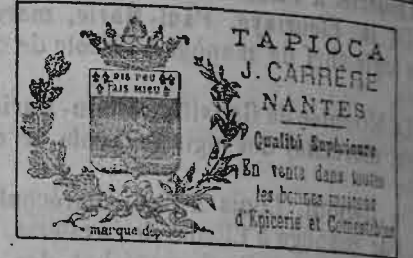 DIS PEU
FAIS MIEU
marque déposée
TAPIOCA
J. CARRÈRE
NANTES
Qualité Supérieure
En vente dans toutes
les bonnes maisons
d'Epicerie et Comestibles